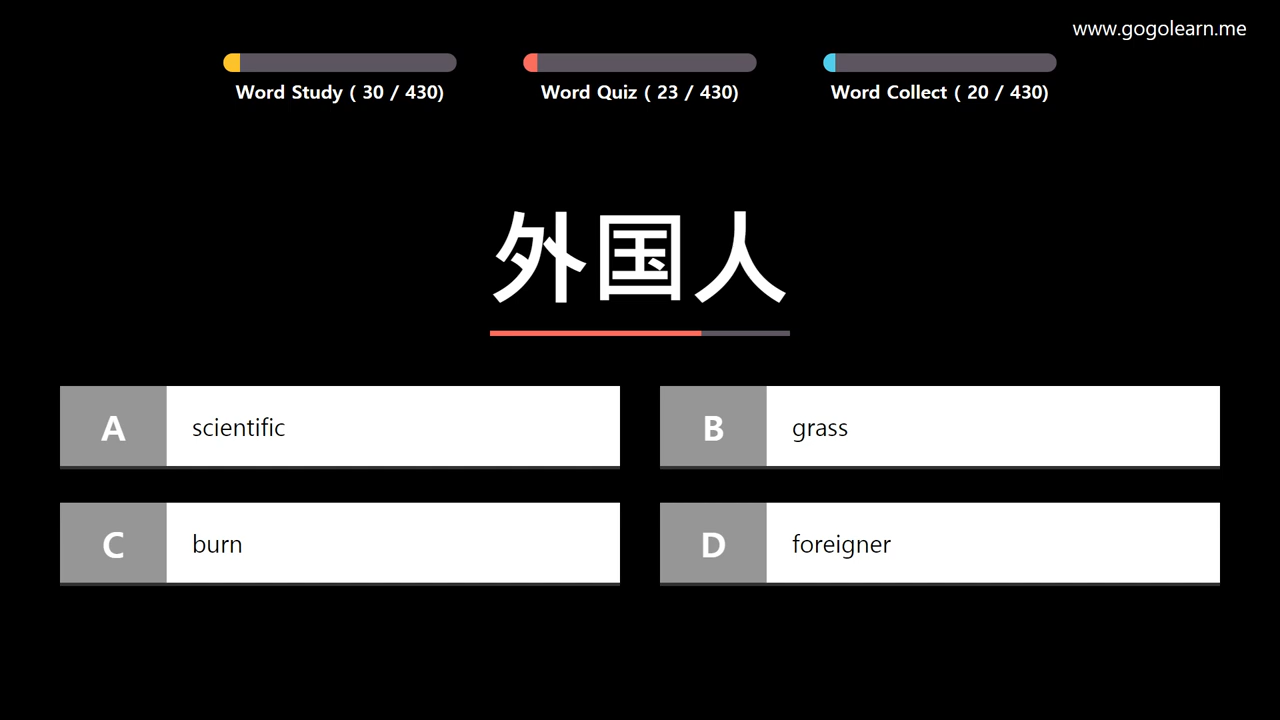 www.gogolearn.me
Word Study ( 30 / 430)
Word Quiz ( 23 / 430)
Word Collect ( 20 / 430)
外国人
A scientific
B grass
C burn
D foreigner